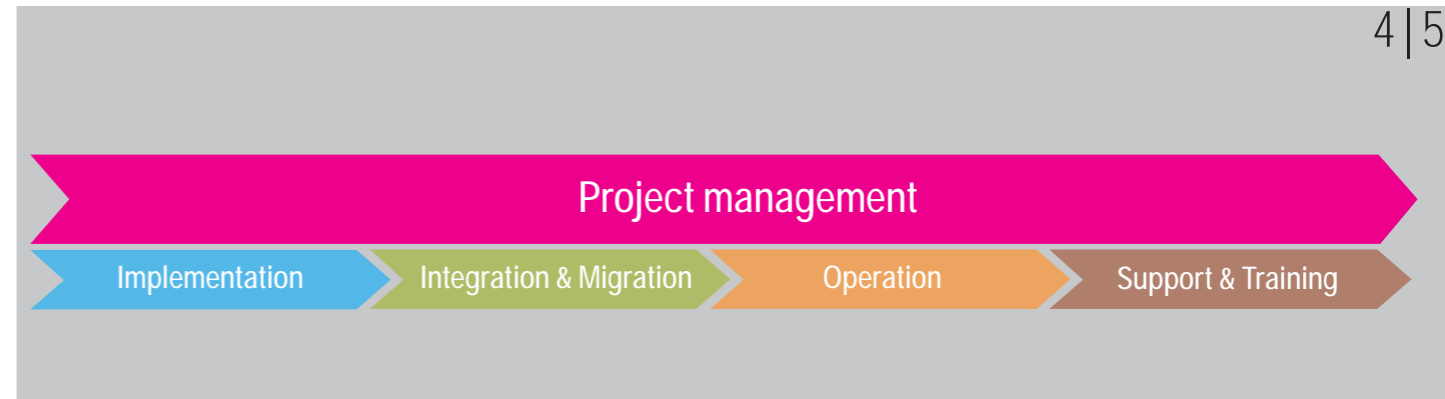 4|5
Project management
Implementation
Integration & Migration
Operation
Support & Training